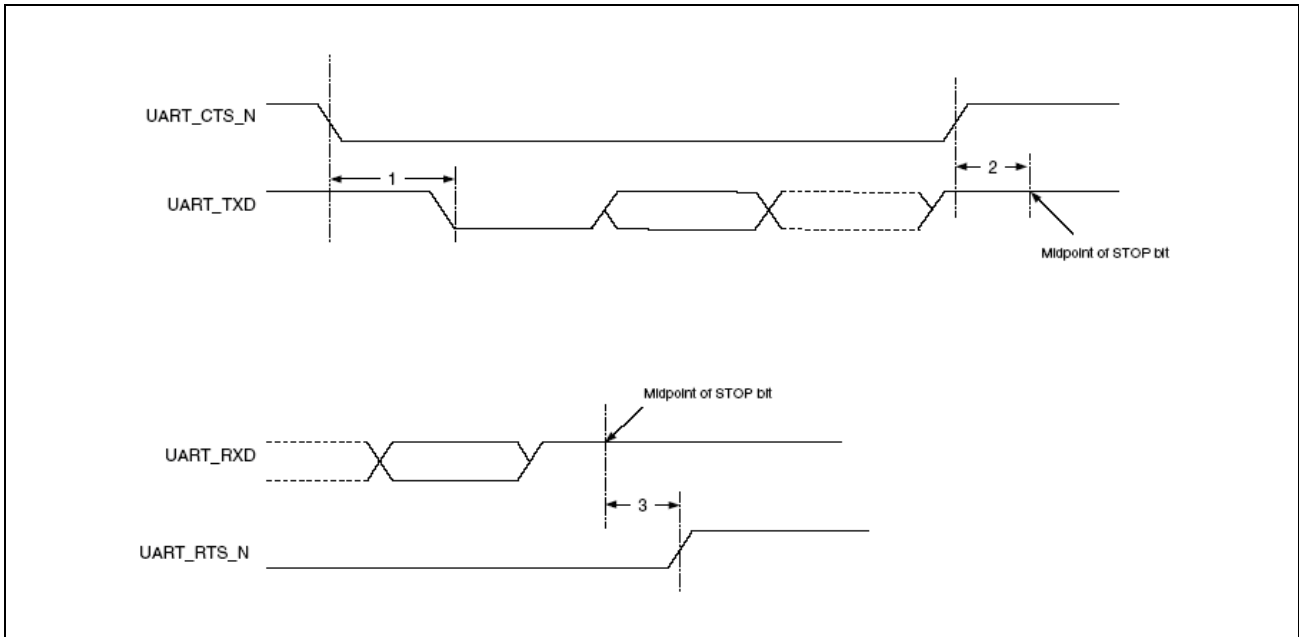 UART_CTS_N
1
2
UART_TXD
Midpoint of STOP bit
Midpoint of STOP bit
UART_RXD
3
UART_RTS_N